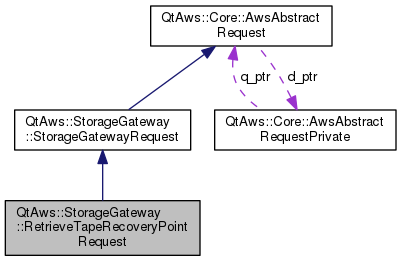 QtAws::Core::AwsAbstract
Request
q_ptr
d_ptr
QtAws::StorageGateway
::StorageGatewayRequest
QtAws::Core::AwsAbstract
RequestPrivate
QtAws::StorageGateway
::RetrieveTapeRecoveryPoint
Request